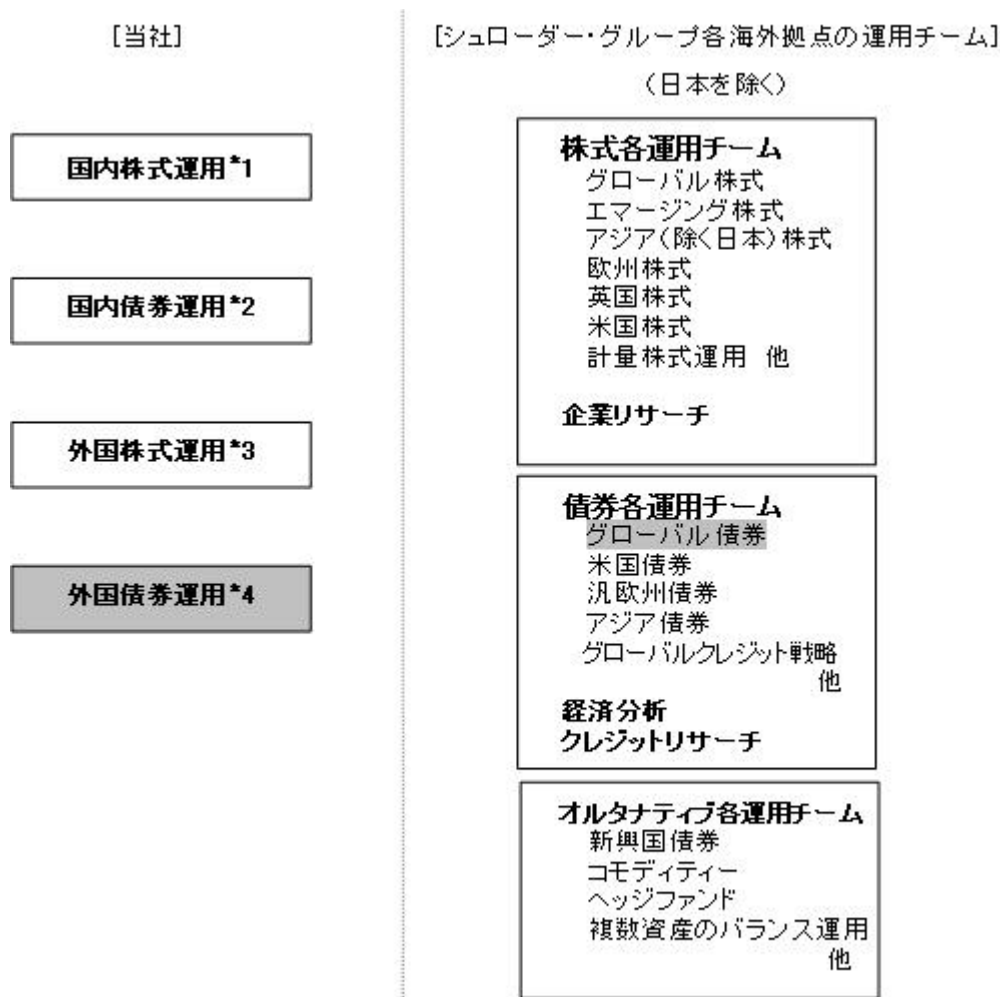 [当社]
国内株式運用*1
国内債券運用*2
外国株式運用*3
外国債券運用*4
[シュローダー・グループ各海外拠点の運用チーム]
(日本を除く)
株式各運用チーム
グローバル株式
エマージング株式
アジア(除く日本)株式
欧州株式
英国株式
米国株式
計量株式運用 他
企業リサーチ
債券各運用チーム
グローバル債券
米国債券
汎欧州債券
アジア債券
グローバルクレジット戦略
他
経済分析
クレジットリサーチ
オルタナティブ各運用チーム
新興国債券
コモディティー
ヘッジファンド
複数資産のバランス運用
他